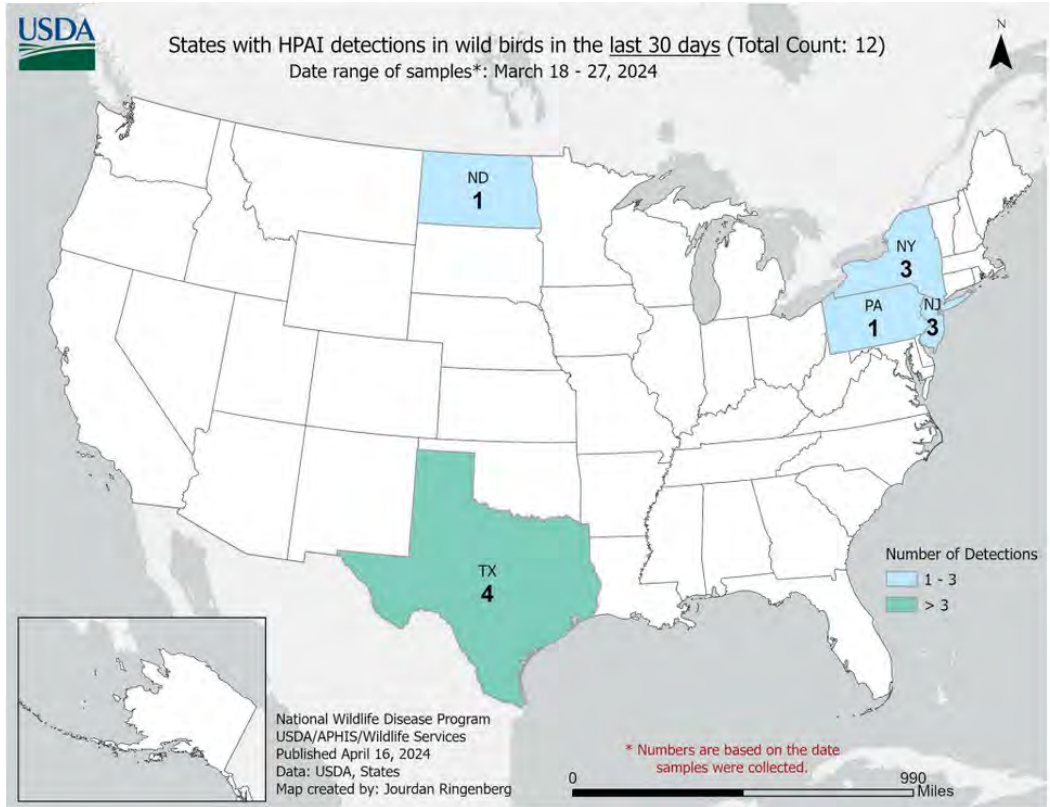 USDA
States with HPAI detections in wild birds in the last 30 days (Total Count: 12)
Date range of samples*: March 18 - 27, 2024
N
ND
1
NY
3
PA
1
NJ
3
TX
4
Number of Detections
1 - 3
> 3
National Wildlife Disease Program
USDA/APHIS/Wildlife Services
Published April 16, 2024
Data: USDA, States
Map created by: Jourdan Ringenberg
* Numbers are based on the date
samples were collected.
0 990
Miles